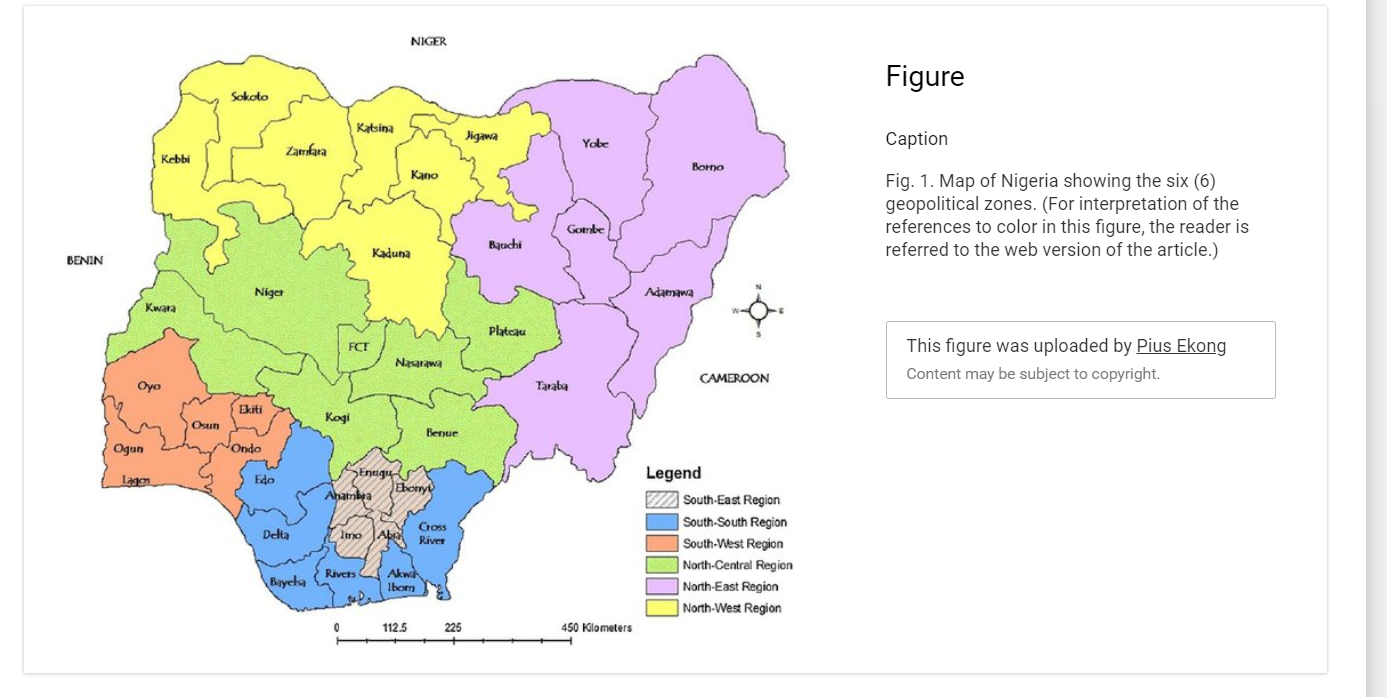 NIGER
Sokoto
Katsina
Jigawa
Yobe
Zamfara
Kebbi
Kano
Borno
Gombe
Bauchi
Kaduna
BENIN
Niger
Adamawa
Kwara
Plateau
FCT
Nasarawa
N
W
E
S
CAMEROON
Oyo
Taraba
Ekiti
Osun
Kogi
Benue
Ogun
Ondo
Lagos
Edo
Enugu
Anambra
Ebonyi
Delta
Imo
Abia
Cross
River
Bayelsa
Rivers
Akwa
Ibom
Legend
South-East Region
South-South Region
South-West Region
North-Central Region
North-East Region
North-West Region
0 112.5 225 450 Kilometers
Figure
Caption
Fig. 1. Map of Nigeria showing the six (6)
geopolitical zones. (For interpretation of the
references to color in this figure, the reader is
referred to the web version of the article.)
This figure was uploaded by Pius Ekong
Content may be subject to copyright.